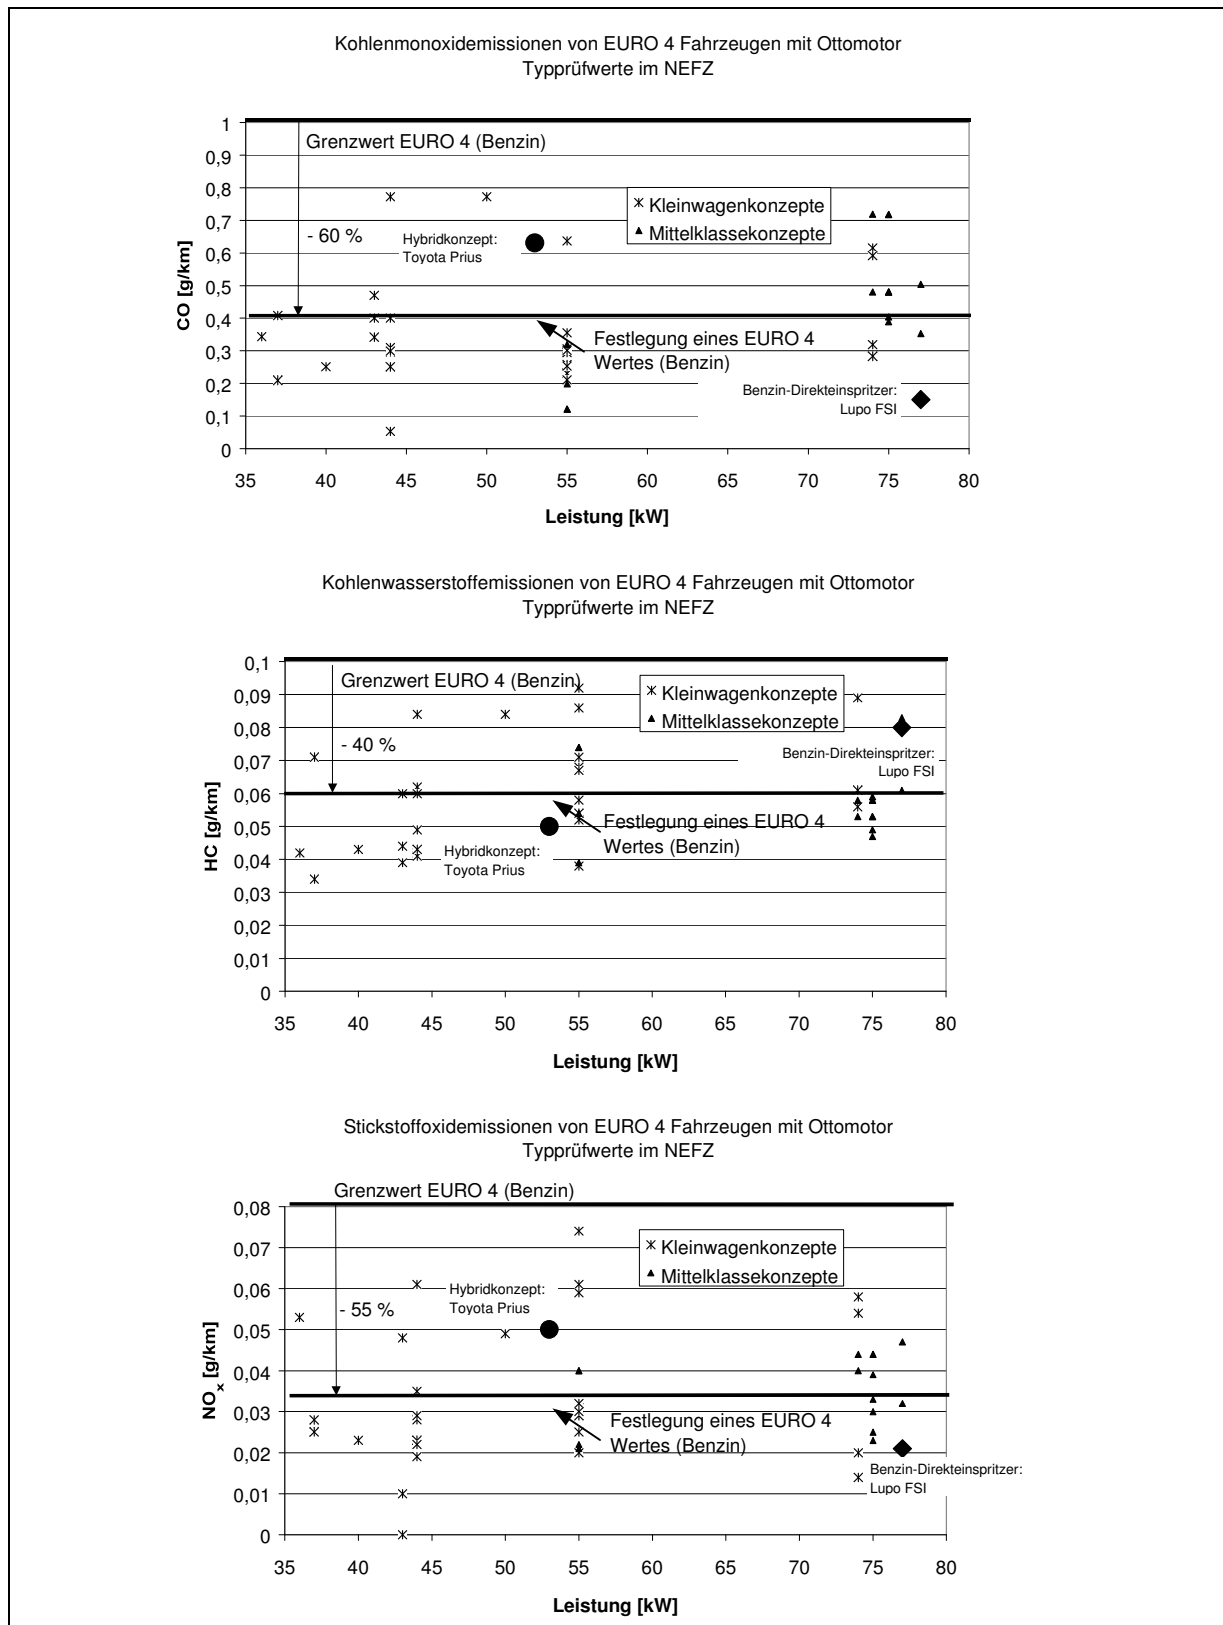 Kohlenmonoxidemissionen von EURO 4 Fahrzeugen mit Ottomotor
Typprüfwerte im NEFZ
1
0,9
0,8
0,7
0,6
0,5
0,4
0,3
0,2
0,1
0
CO [g/km]
Grenzwert EURO 4 (Benzin)
- 60 %
Kleinwagenkonzepte
Mittelklassekonzepte
Hybridkonzept:
Toyota Prius
Festlegung eines EURO 4
Wertes (Benzin)
Benzin-Direkteinspritzer:
Lupo FSI
35 40 45 50 55 60 65 70 75 80
Leistung [kW]
Kohlenwasserstoffemissionen von EURO 4 Fahrzeugen mit Ottomotor
Typprüfwerte im NEFZ
0,1
0,09
0,08
0,07
0,06
0,05
0,04
0,03
0,02
0,01
0
HC [g/km]
Grenzwert EURO 4 (Benzin)
- 40 %
Kleinwagenkonzepte
Mittelklassekonzepte
Benzin-Direkteinspritzer:
Lupo FSI
Festlegung eines EURO 4
Wertes (Benzin)
Hybridkonzept:
Toyota Prius
35 40 45 50 55 60 65 70 75 80
Leistung [kW]
Stickstoffoxidemissionen von EURO 4 Fahrzeugen mit Ottomotor
Typprüfwerte im NEFZ
Grenzwert EURO 4 (Benzin)
0,08
0,07
0,06
0,05
0,04
0,03
0,02
0,01
0
NOx [g/km]
Kleinwagenkonzepte
Mittelklassekonzepte
Hybridkonzept:
Toyota Prius
- 55 %
Festlegung eines EURO 4
Wertes (Benzin)
Benzin-Direkteinspritzer:
Lupo FSI
35 40 45 50 55 60 65 70 75 80
Leistung [kW]